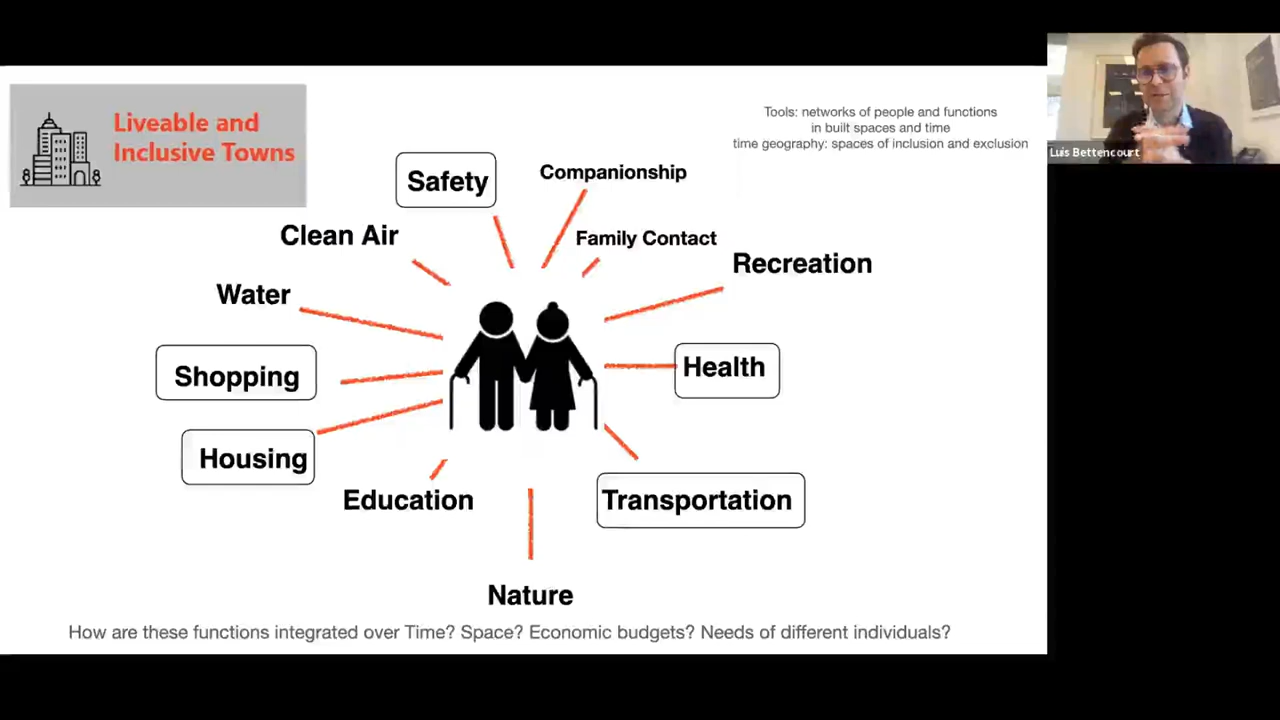 Liveable and
Inclusive Towns
Tools: networks of people and functions
in built spaces and time
time geography: spaces of inclusion and exclusion
Luis Bettencourt
Safety
Companionship
Clean Air
Family Contact
Recreation
Water
Shopping
Health
Housing
Education
Transportation
Nature
How are these functions integrated over Time? Space? Economic budgets? Needs of different individuals?